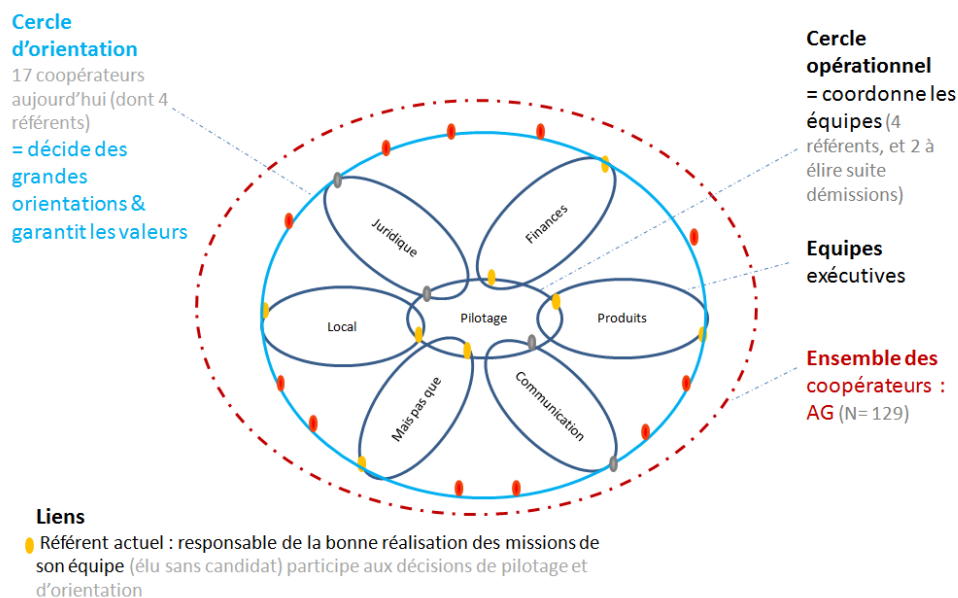 Cercle
d’orientation
17 coopérateurs
aujourd’hui (dont 4
référents)
= décide des
grandes
orientations &
garantit les valeurs
Cercle
opérationnel
= coordonne les
équipes (4
référents, et 2 à
élire suite
démissions)
Equipes
exécutives
Ensemble des
coopérateurs :
AG (N= 129)
Juridique
Finances
Local
Pilotage
Produits
Mais pas que
Communication
Liens
Référent actuel : responsable de la bonne réalisation des missions de
son équipe (élu sans candidat) participe aux décisions de pilotage et
d’orientation